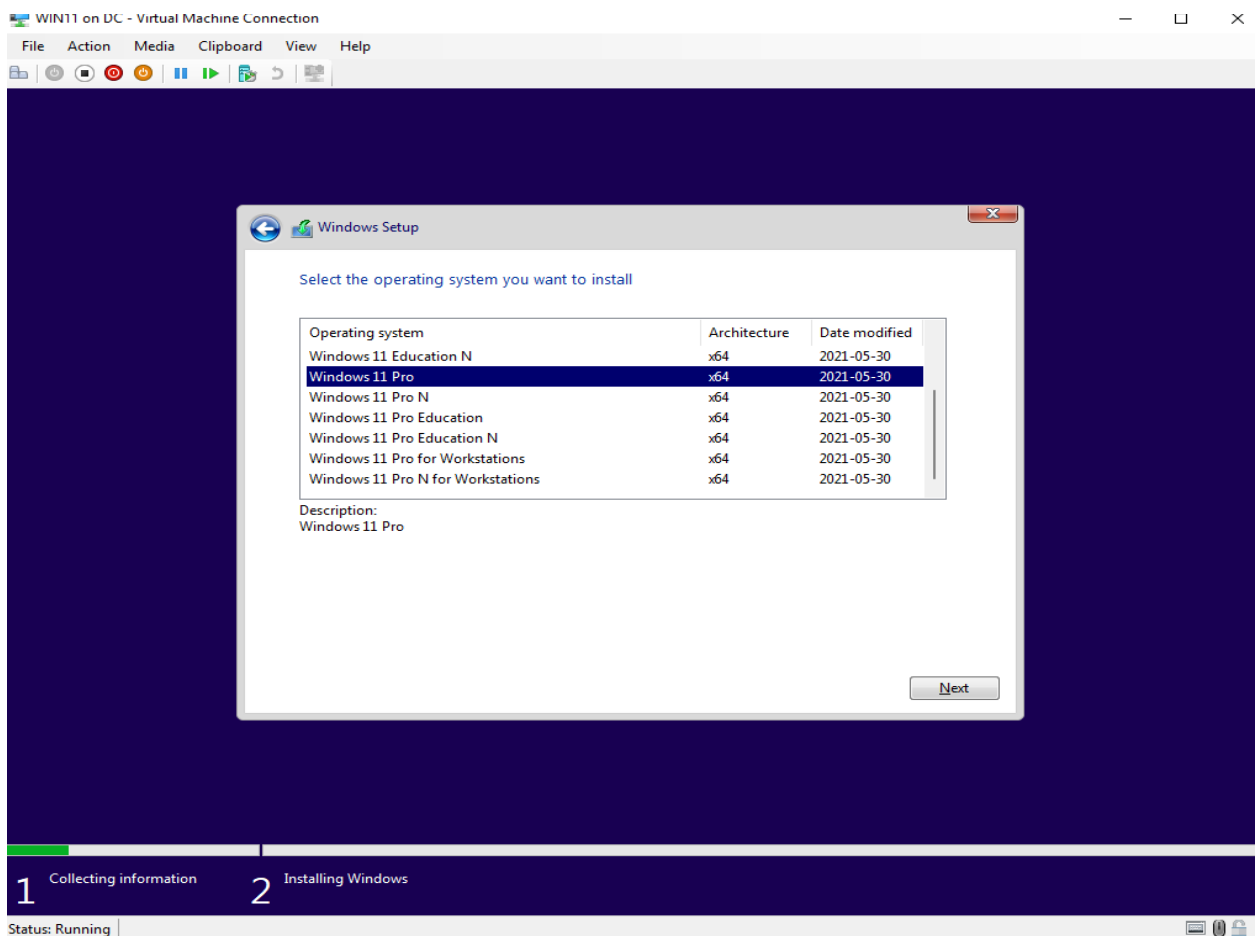 WIN11 on DC - Virtual Machine Connection
File Action Media Clipboard View Help
Windows Setup
Select the operating system you want to install
Operating system Architecture Date modified
Windows 11 Education N x64 2021-05-30
Windows 11 Pro x64 2021-05-30
Windows 11 Pro N x64 2021-05-30
Windows 11 Pro Education x64 2021-05-30
Windows 11 Pro Education N x64 2021-05-30
Windows 11 Pro for Workstations x64 2021-05-30
Windows 11 Pro N for Workstations x64 2021-05-30
Description:
Windows 11 Pro
Next
1 Collecting information 2 Installing Windows
Status: Running